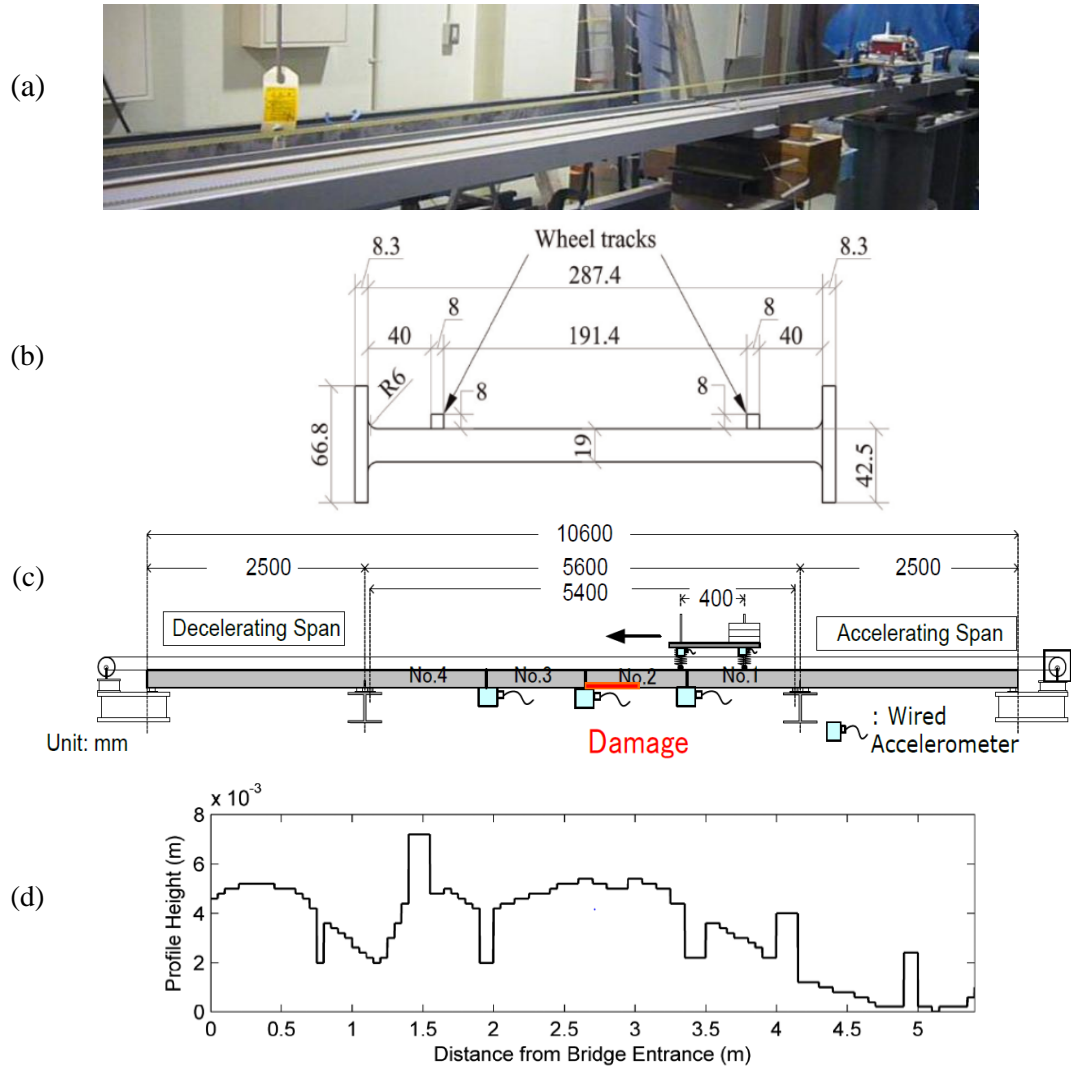 (a)
Wheel tracks
8.3
8.3
287.4
8
8
40
191.4
40
(b)
R6
8
8
66.8
19
42.5
10600
(c)
2500
5600
2500
5400
400
Decelerating Span
Accelerating Span
No.4
No.3
No.2
No.1
Damage
: Wired
Accelerometer
Unit: mm
x 10-3
8
6
(d)
4
2
0
Profile Height (m)
0
0.5
1
1.5
2
2.5
3
3.5
4
4.5
5
Distance from Bridge Entrance (m)